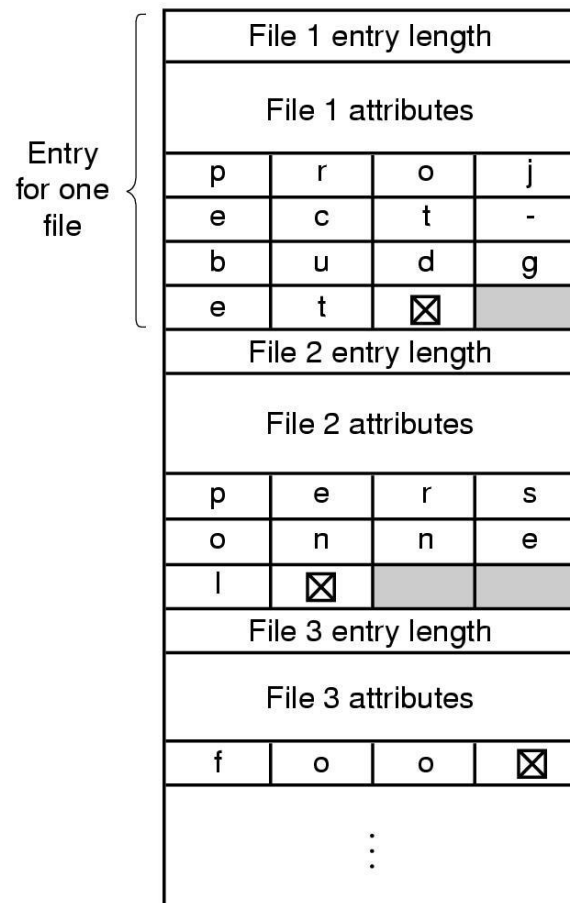 File 1 entry length
File 1 attributes
Entry
for one
file
p r o j
e c t -
b u d g
e t
File 2 entry length
File 2 attributes
p e r s
o n n e
l
File 3 entry length
File 3 attributes
f o o
⋮